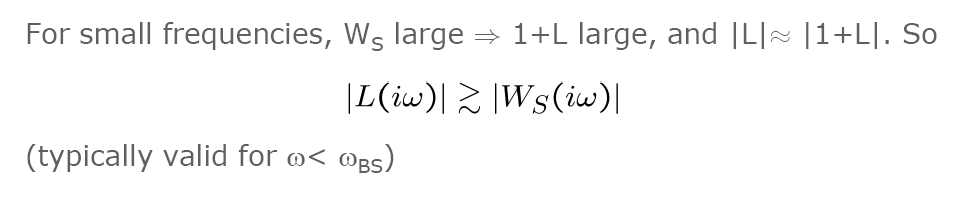 For small frequencies, W_S large ⇒ 1+L large, and |L|≈ |1+L|. So
|L(iω)| ≳ |W_S(iω)|
(typically valid for ω< ω_BS)